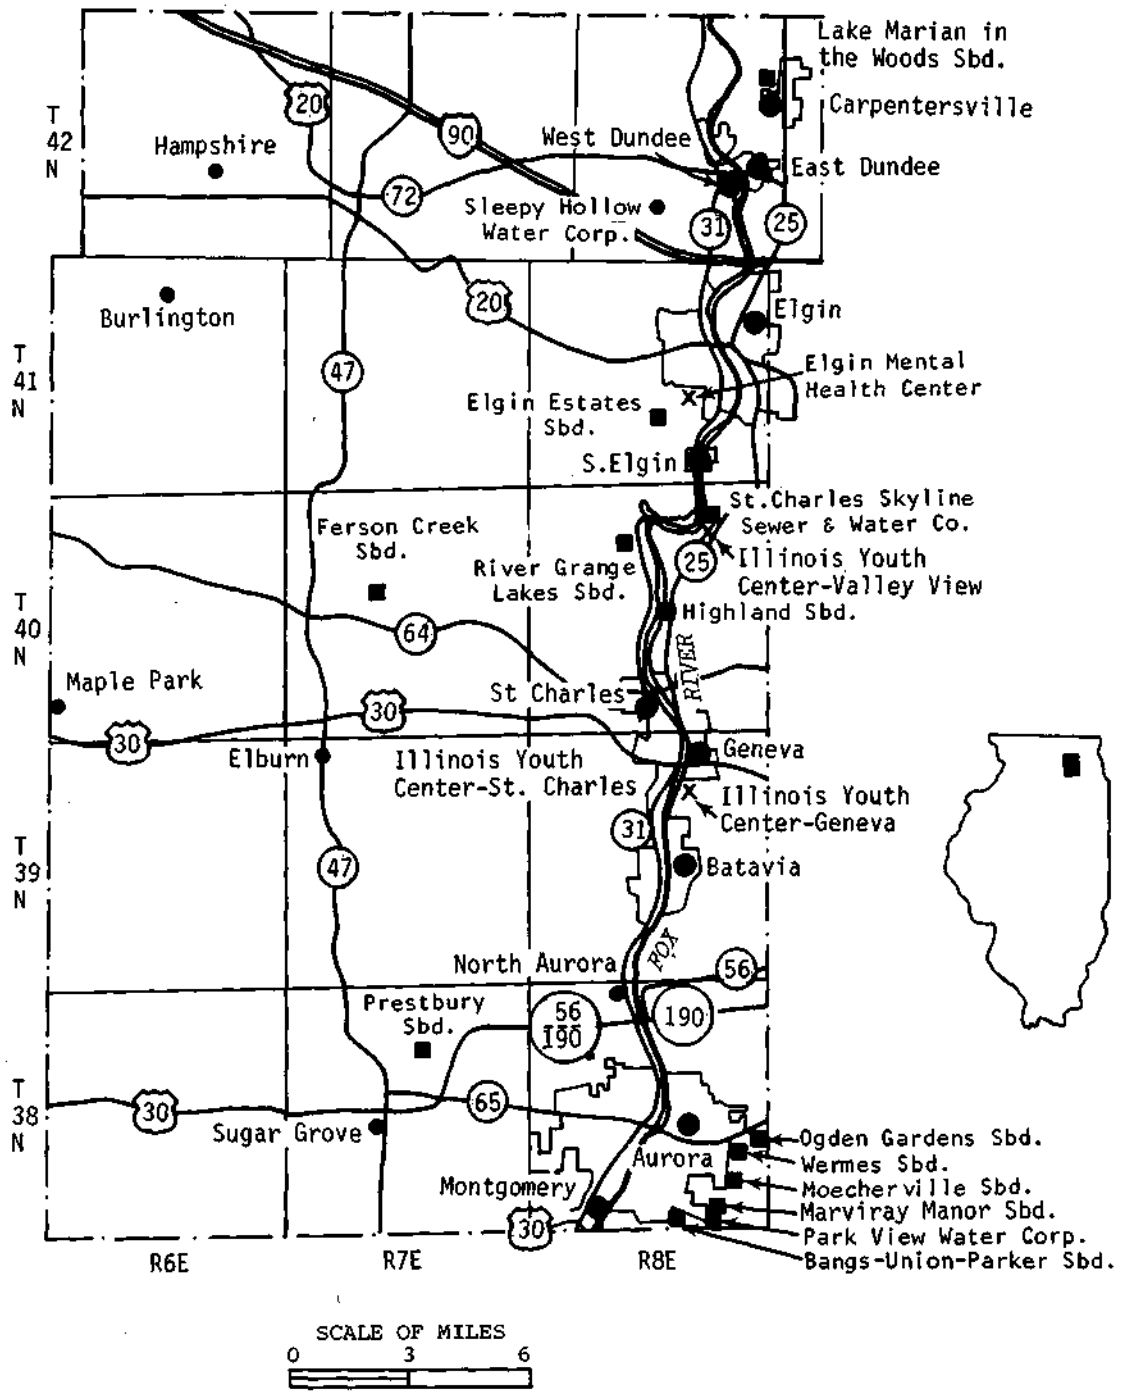 Lake Marian in
the Woods Sbd.
T
42
N
20
Carpentersville
Hampshire
90
West Dundee
East Dundee
72
Sleepy Hollow
Water Corp.
31
25
Burlington
20
Elgin
T
41
N
47
Elgin Mental
Health Center
Elgin Estates
Sbd.
S.Elgin
Ferson Creek
Sbd.
St.Charles Skyline
Sewer & Water Co.
River Grange
Lakes Sbd.
25
Illinois Youth
Center-Valley View
T
40
N
64
Highland Sbd.
RIVER
Maple Park
St Charles
30
30
Elburn
Illinois Youth
Center-St. Charles
Geneva
Illinois Youth
Center-Geneva
31
T
39
N
47
Batavia
FOX
North Aurora
56
Prestbury
Sbd.
56
I90
190
T
38
N
30
65
Sugar Grove
Aurora
Ogden Gardens Sbd.
Wermes Sbd.
Montgomery
Moecherville Sbd.
Marviray Manor Sbd.
30
Park View Water Corp.
Bangs-Union-Parker Sbd.
R6E
R7E
R8E
SCALE OF MILES
0
3
6